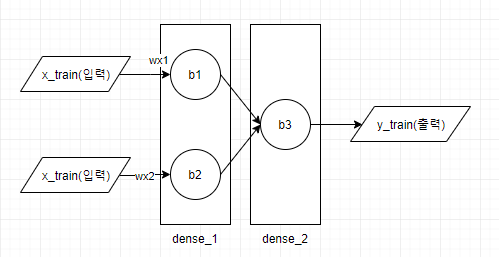 wx1
x_train(입력)
b1
b3
y_train(출력)
x_train(입력)
wx2
b2
dense_1
dense_2